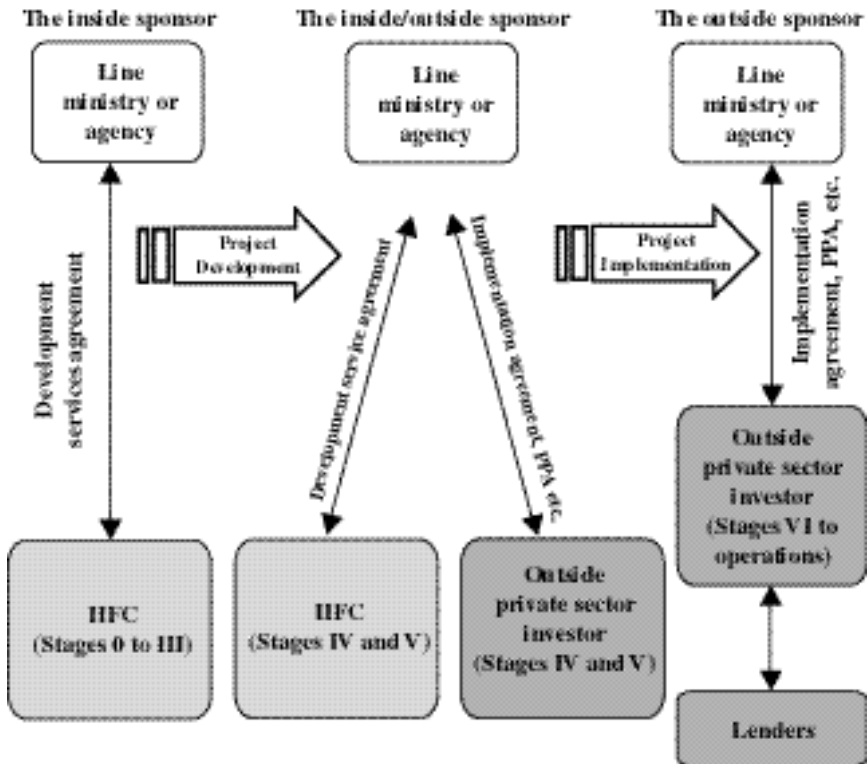 The inside sponsor
Line
ministry or
agency
Development
services agreement
Project
Development
IIFC
(Stages 0 to III)
The inside/outside sponsor
Line
ministry or
agency
Development service agreement
Implementation agreement, PPA etc.
Project
Implementation
IIFC
(Stages IV and V)
Outside
private sector
investor
(Stages IV and V)
The outside sponsor
Line
ministry or
agency
Implementation
agreement, PPA, etc.
Outside
private sector
investor
(Stages VI to
operations)
Lenders